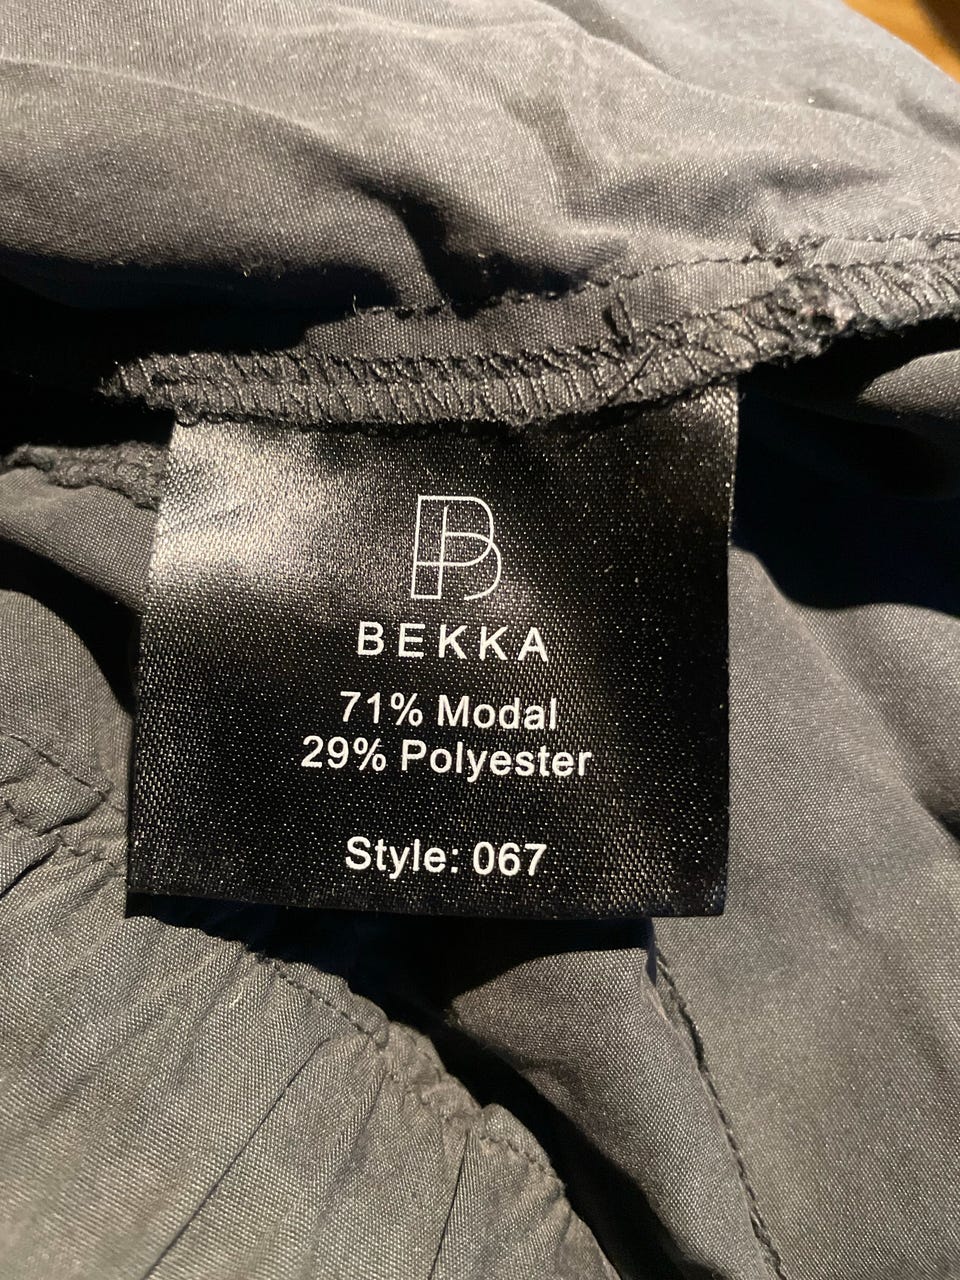 B
BEKKA
71% Modal
29% Polyester
Style: 067